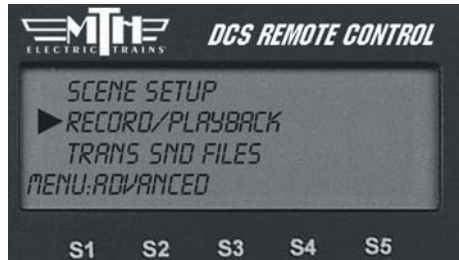 MTH
ELECTRIC TRAINS®
DCS REMOTE CONTROL
SCENE SETUP
RECORD/PLAYBACK
TRANS SND FILES
MENU:ADVANCED
S1 S2 S3 S4 S5